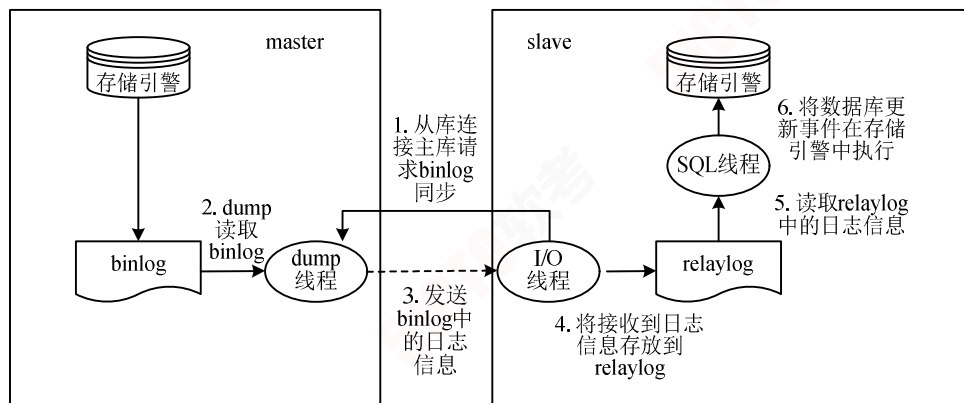 master
slave
存储引擎
存储引擎
1. 从库连
接主库请
求binlog
同步
6. 将数据库更
新事件在存储
引擎中执行
SQL线程
2. dump
读取
binlog
5. 读取relaylog
中的日志信息
binlog
dump
线程
I/O
线程
relaylog
3. 发送
binlog中
的日志
信息
4. 将接收到日志
信息存放到
relaylog